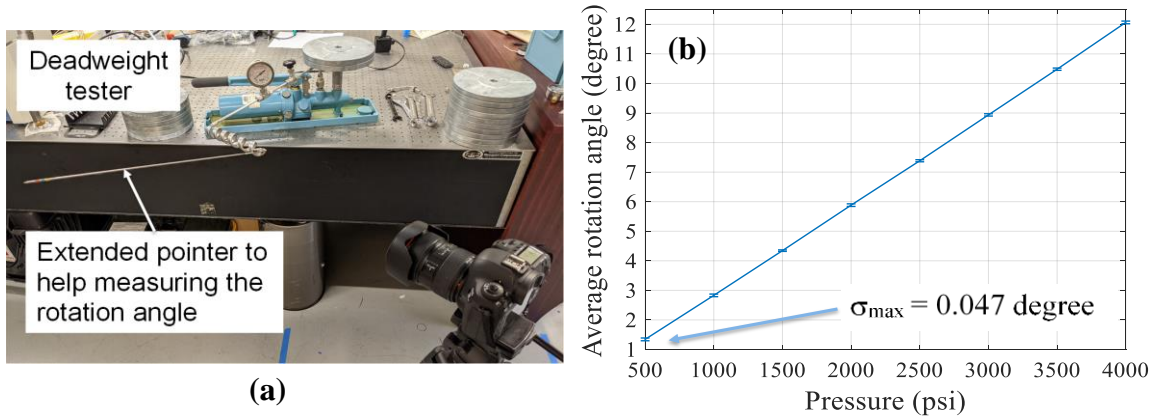 Deadweight
tester
Extended pointer to
help measuring the
rotation angle
(a)
(b)
Average rotation angle (degree)
12
11
10
9
8
7
6
5
4
3
2
1
σmax = 0.047 degree
500 1000 1500 2000 2500 3000 3500 4000
Pressure (psi)